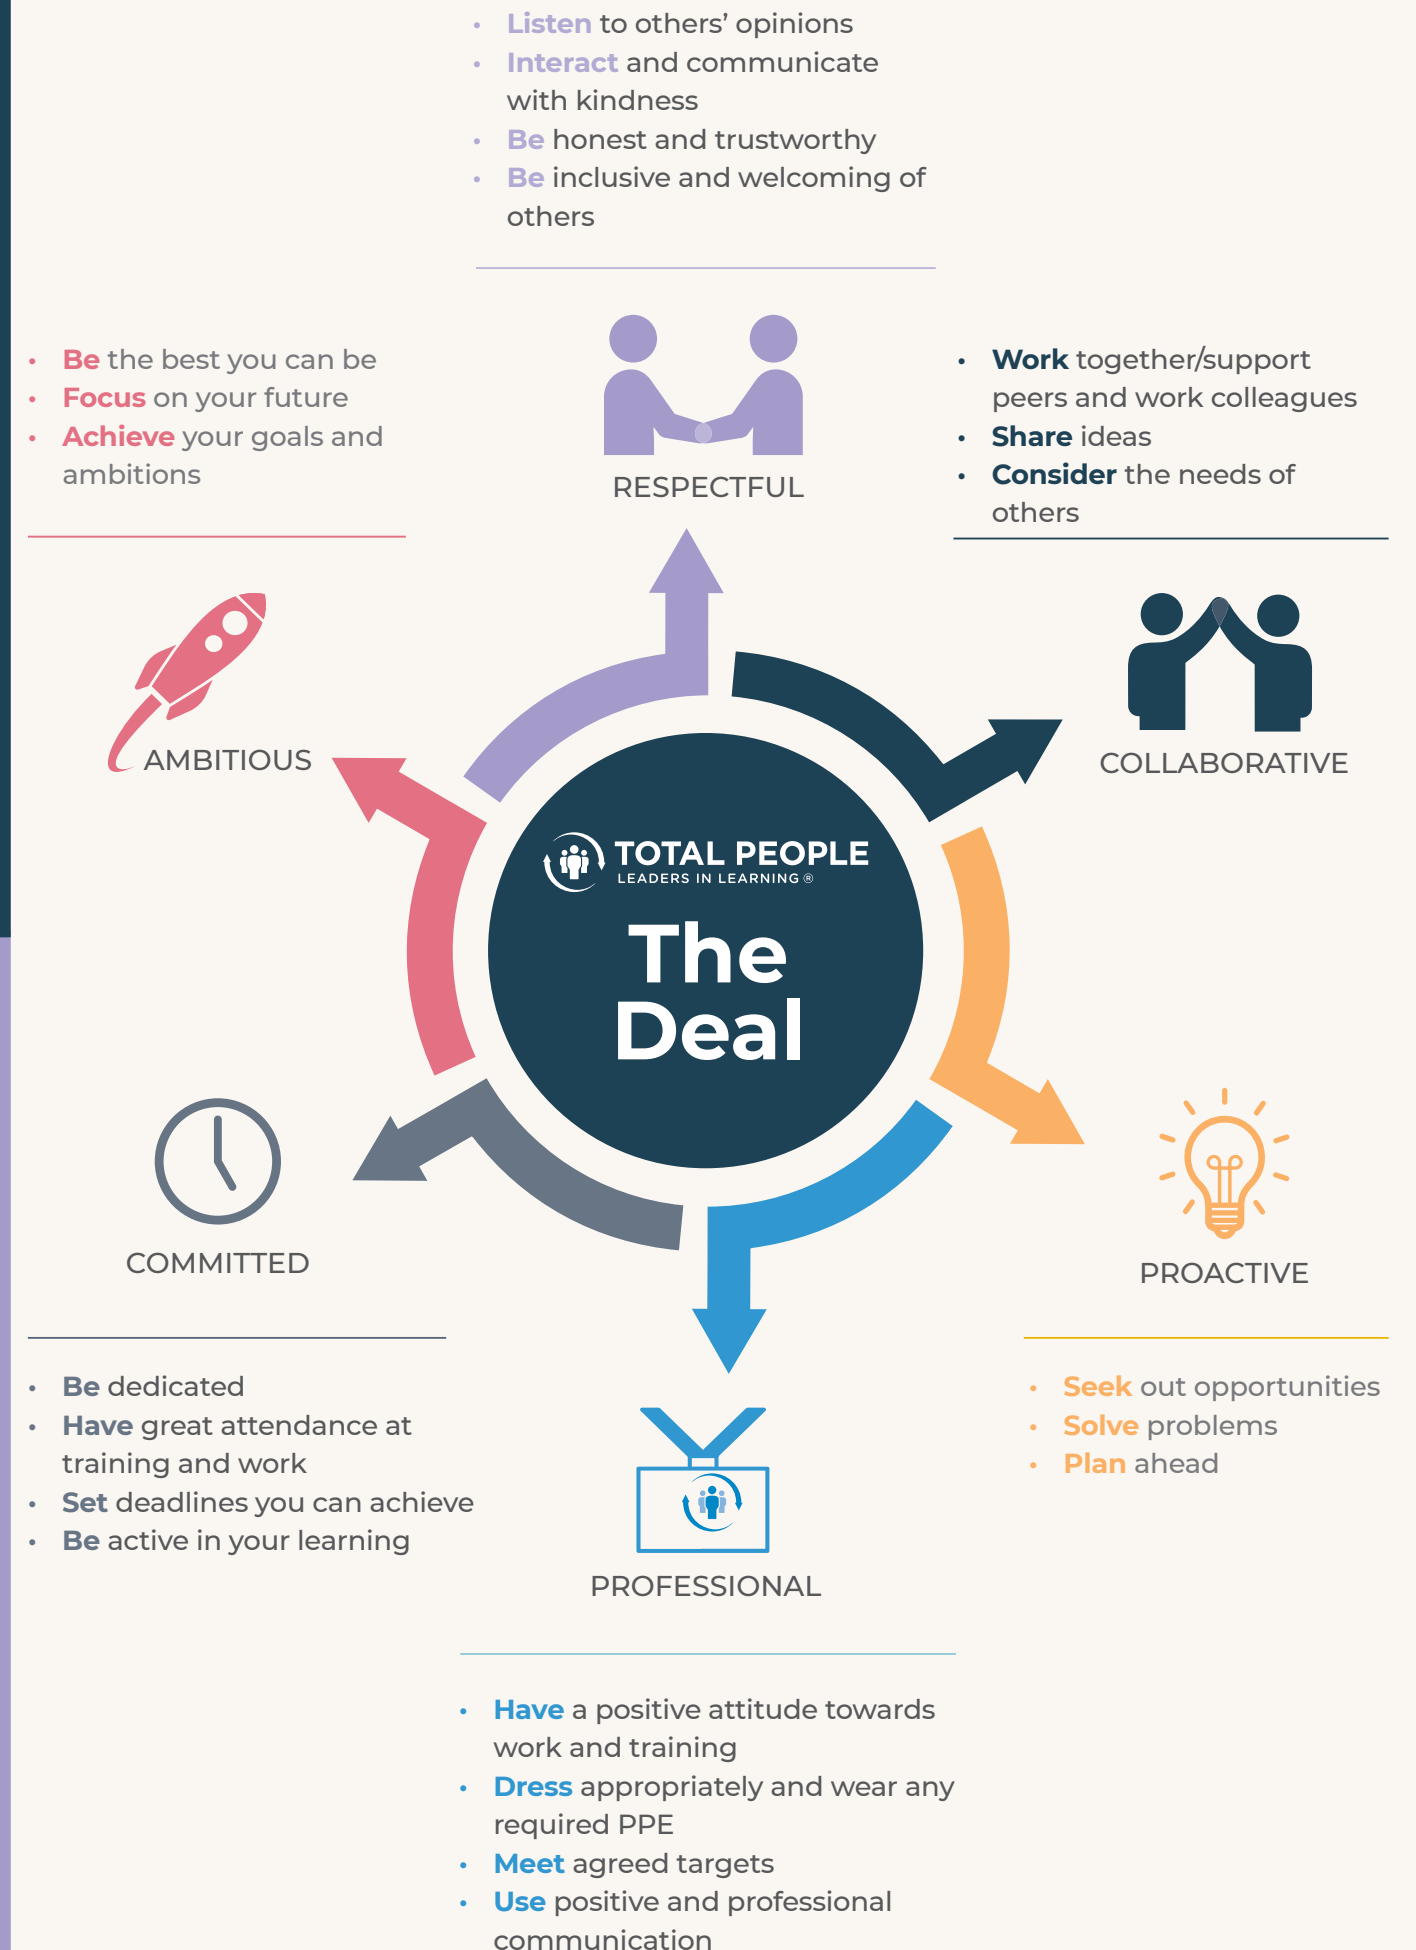 • Listen to others’ opinions
• Interact and communicate
with kindness
• Be honest and trustworthy
• Be inclusive and welcoming of
others
RESPECTFUL
• Be the best you can be
• Focus on your future
• Achieve your goals and
ambitions
AMBITIOUS
• Work together/support
peers and work colleagues
• Share ideas
• Consider the needs of
others
COLLABORATIVE
TOTAL PEOPLE
LEADERS IN LEARNING ®
The
Deal
COMMITTED
• Be dedicated
• Have great attendance at
training and work
• Set deadlines you can achieve
• Be active in your learning
PROACTIVE
• Seek out opportunities
• Solve problems
• Plan ahead
PROFESSIONAL
• Have a positive attitude towards
work and training
• Dress appropriately and wear any
required PPE
• Meet agreed targets
• Use positive and professional
communication